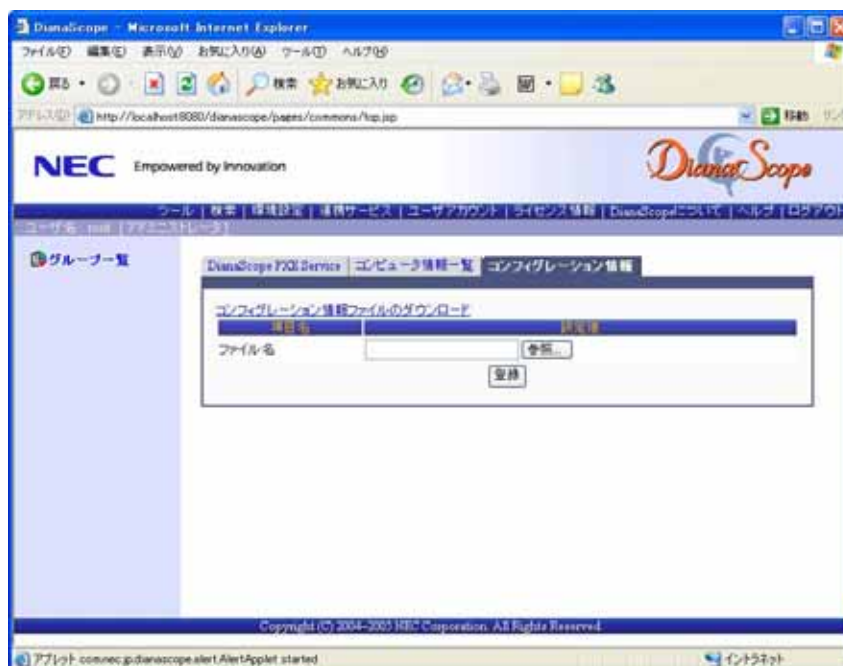 DianaScope - Microsoft Internet Explorer
ファイル(F) 編集(E) 表示(V) お気に入り(A) ツール(T) ヘルプ(H)
戻る 検索 お気に入り
アドレス(D) http://localhost:8080/dianascope/pages/commons/top.jsp 移動
NEC Empowered by Innovation
DianaScope
ツール | 検索 | 環境設定 | 連携サービス | ユーザアカウント | ライセンス情報 | DianaScopeについて | ヘルプ | ログアウト
ユーザ名 root [アドミニストレータ]
グループ一覧
DianaScope PXE Service コンピュータ情報一覧 コンフィグレーション情報
コンフィグレーション情報ファイルのダウンロード
項目名 設定値
ファイル名 参照...
登録
Copyright (C) 2004-2005 NEC Corporation. All Rights Reserved.
アプレット com.nec.jp.dianascope.alert.AlertApplet started イントラネット